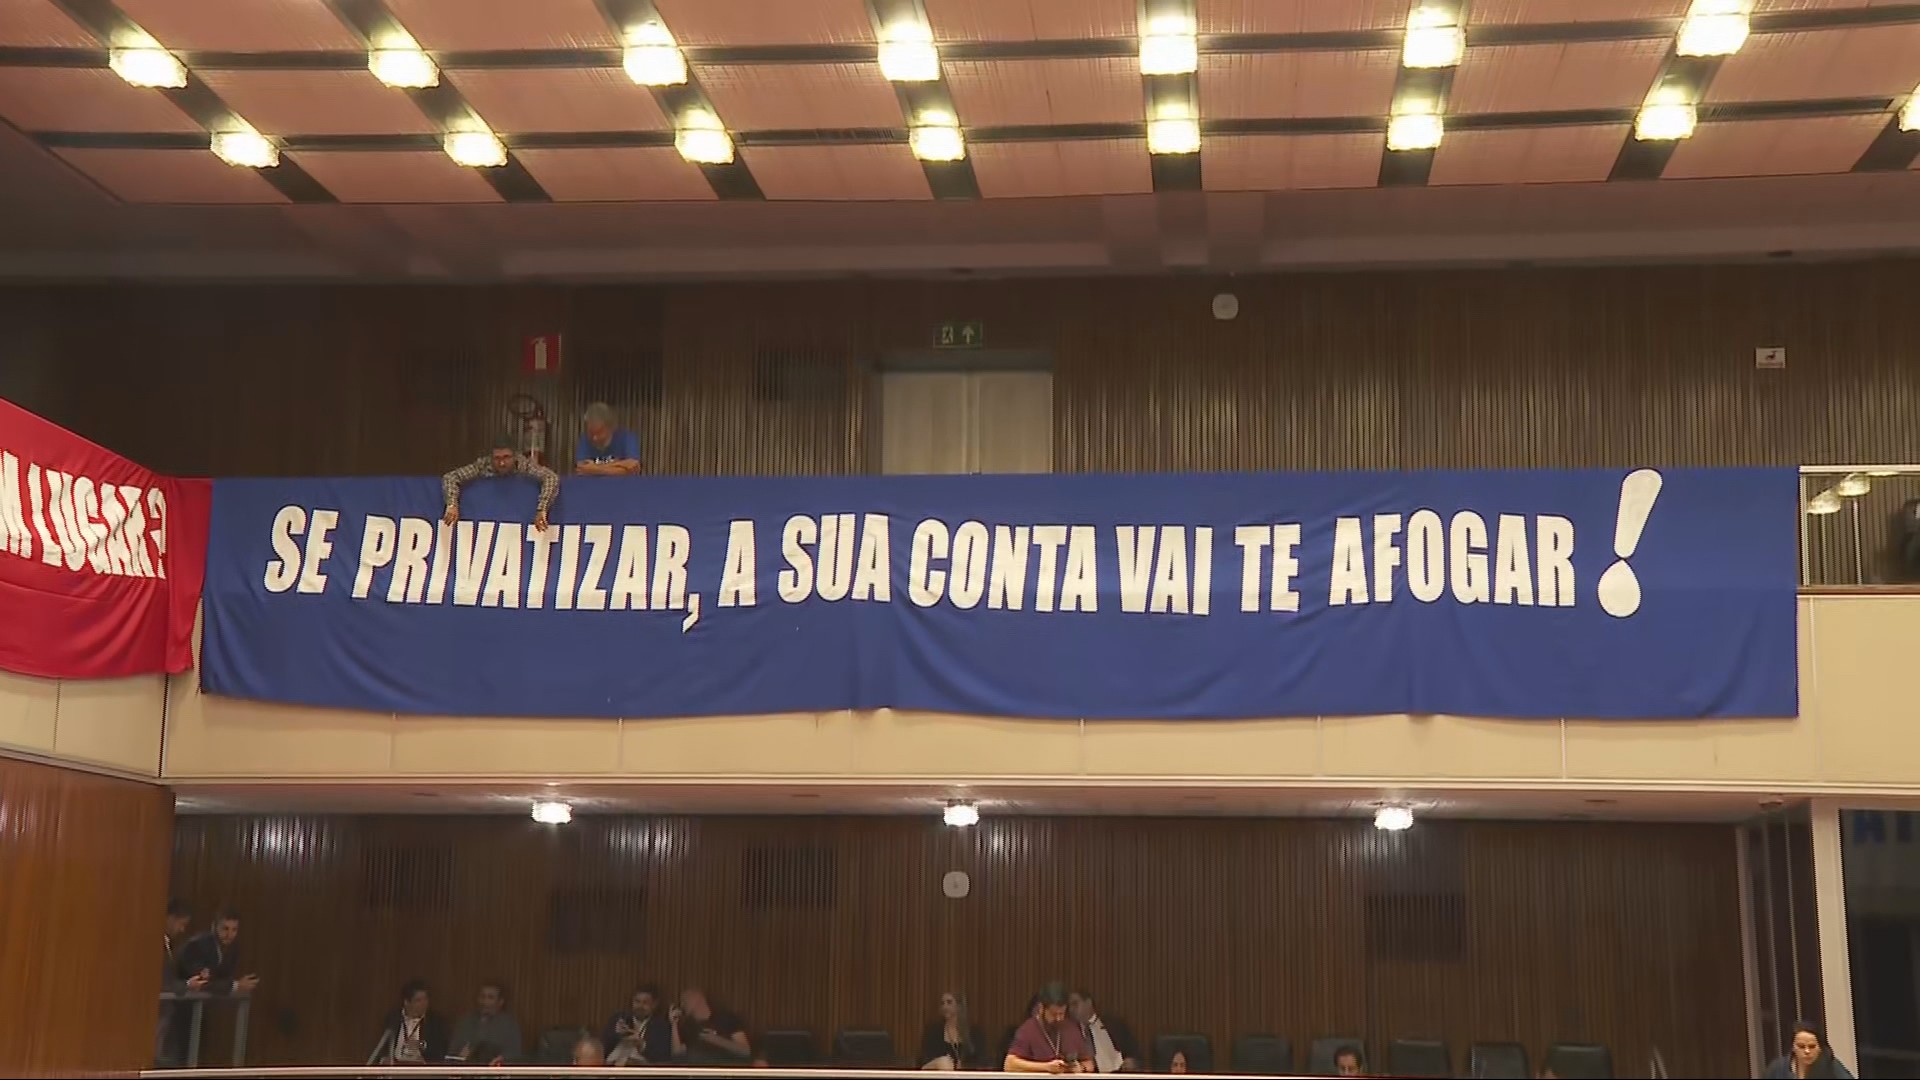 M LUGAR?
SE PRIVATIZAR, A SUA CONTA VAI TE AFOGAR!